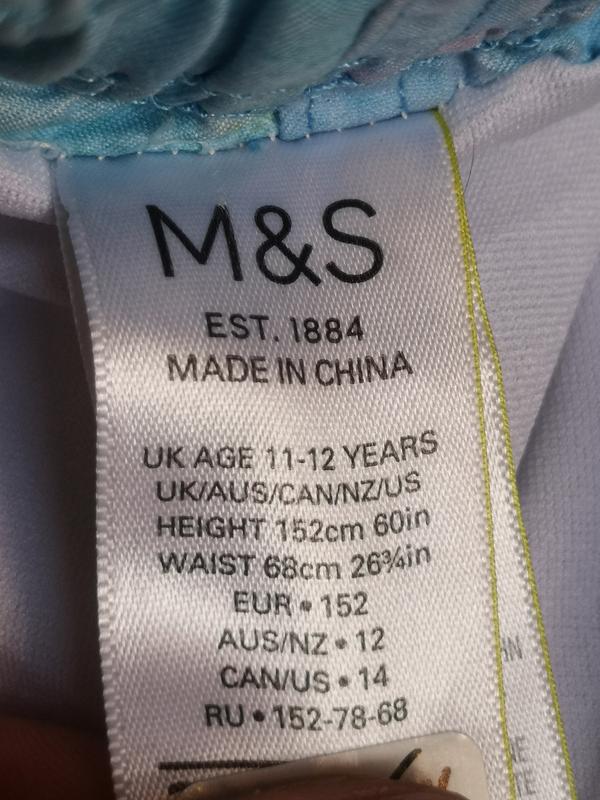 M&S
EST. 1884
MADE IN CHINA
UK AGE 11-12 YEARS
UK/AUS/CAN/NZ/US
HEIGHT 152cm 60in
WAIST 68cm 26¾in
EUR • 152
AUS/NZ • 12
CAN/US • 14
RU • 152-78-68